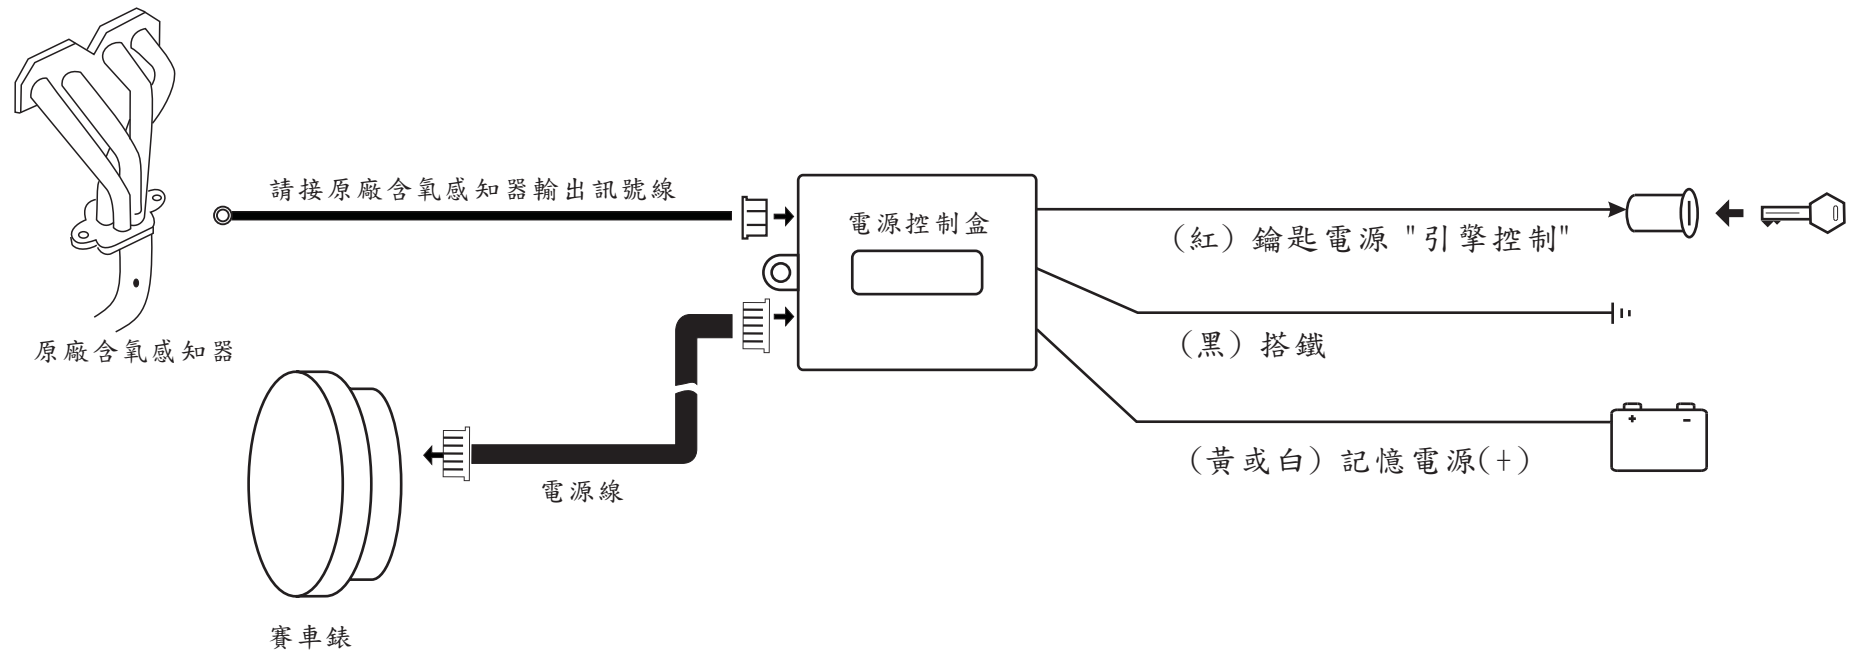 請接原廠含氧感知器輸出訊號線
電源控制盒
(紅) 鑰匙電源 "引擎控制"
(黑) 搭鐵
原廠含氧感知器
+ -
(黃或白) 記憶電源(+)
電源線
賽車錶